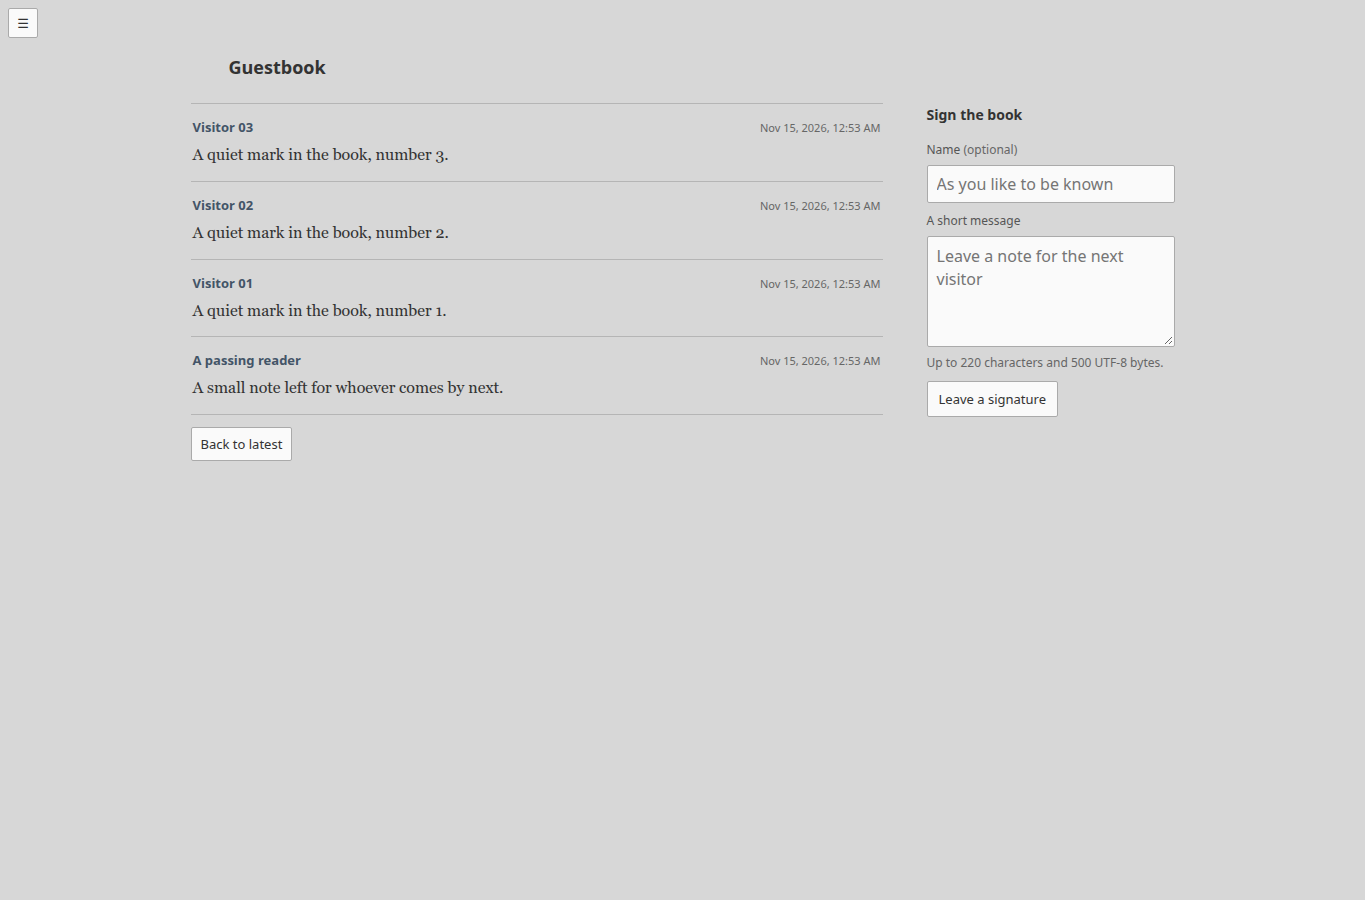 ☰
Guestbook
Visitor 03
Nov 15, 2026, 12:53 AM
A quiet mark in the book, number 3.
Visitor 02
Nov 15, 2026, 12:53 AM
A quiet mark in the book, number 2.
Visitor 01
Nov 15, 2026, 12:53 AM
A quiet mark in the book, number 1.
A passing reader
Nov 15, 2026, 12:53 AM
A small note left for whoever comes by next.
Back to latest
Sign the book
Name (optional)
As you like to be known
A short message
Leave a note for the next
visitor
Up to 220 characters and 500 UTF-8 bytes.
Leave a signature